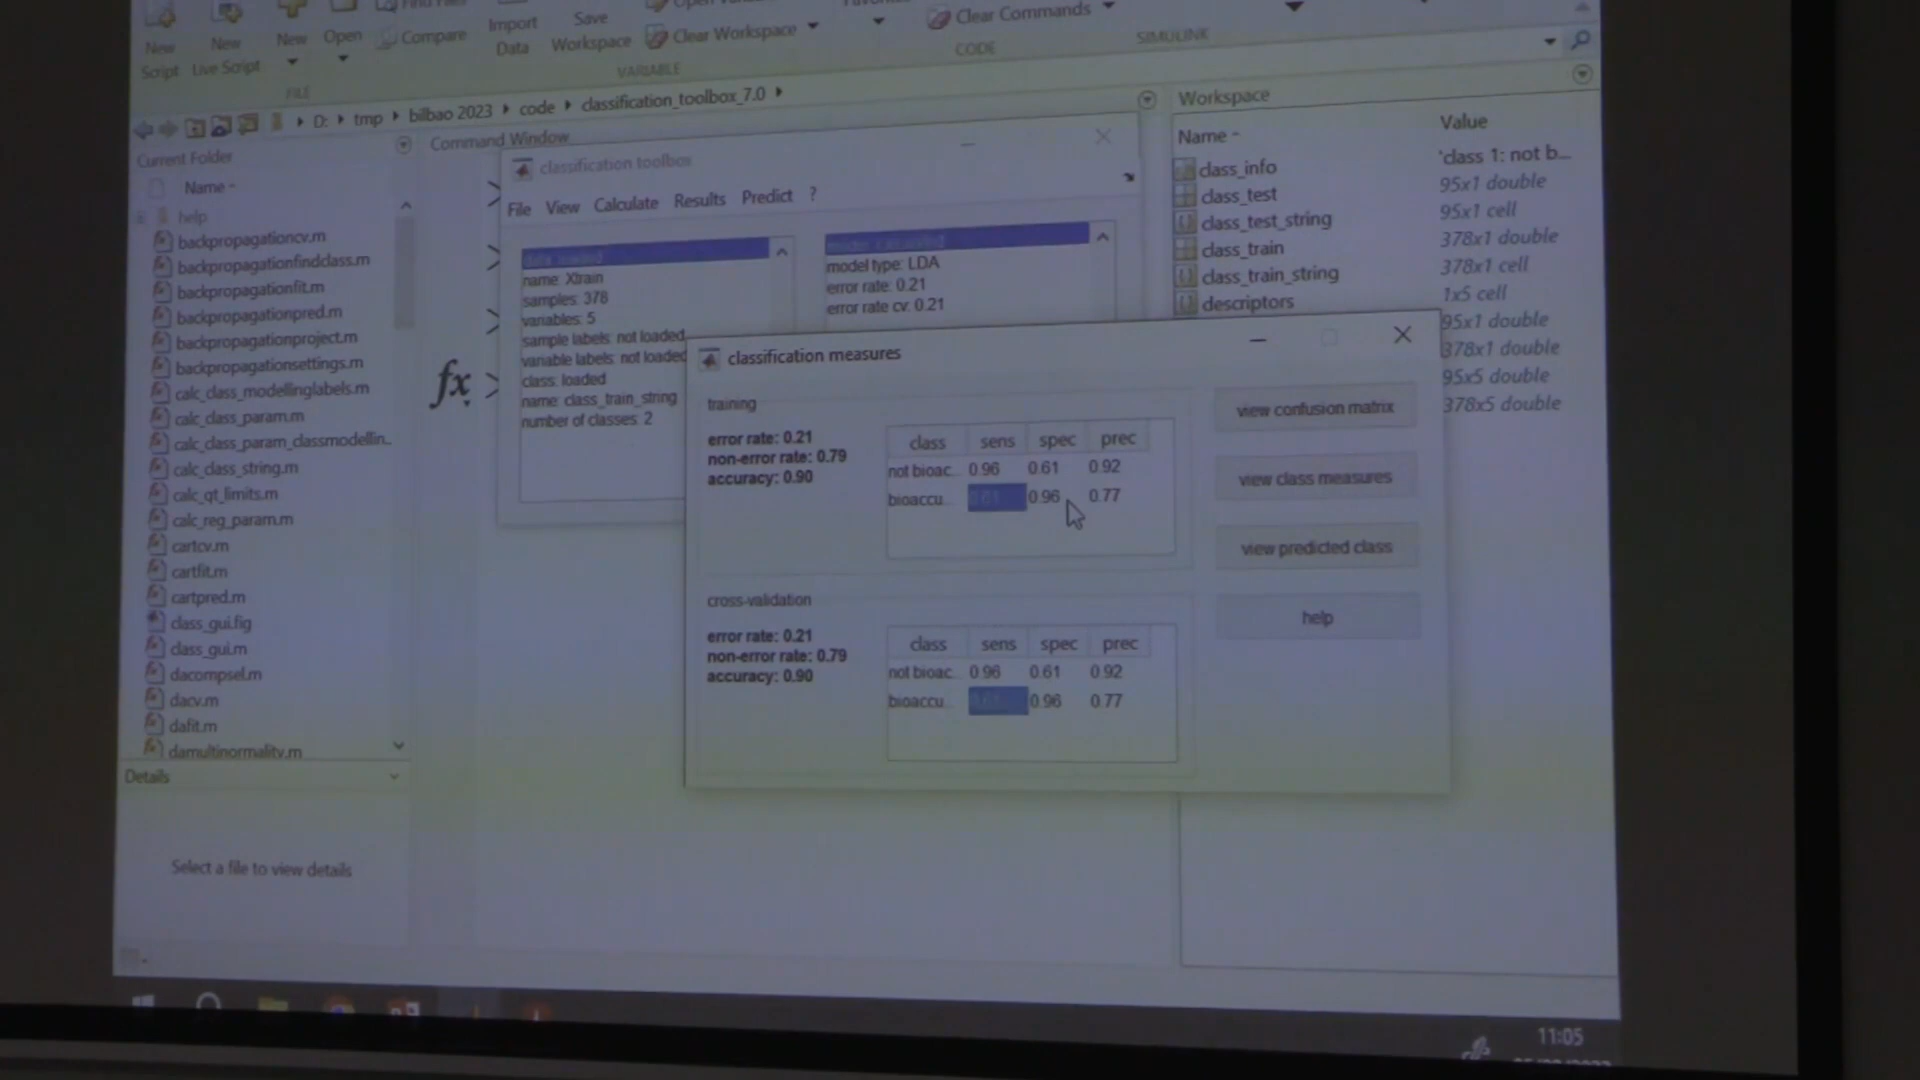 New Script
New Live Script
New
Open
Find Files
Compare
Import Data
Save Workspace
Clear Workspace
Clear Commands
FILE
VARIABLE
CODE
SIMULINK
D: tmp bilbao 2023 code classification_toolbox_7.0
Current Folder
Name
help
backpropagationcv.m
backpropagationfindclass.m
backpropagationfit.m
backpropagationpred.m
backpropagationproject.m
backpropagationsettings.m
calc_class_modellinglabels.m
calc_class_param.m
calc_class_param_classmodellin..
calc_class_string.m
calc_qt_limits.m
calc_reg_param.m
cartcv.m
cartfit.m
cartpred.m
class_gui.fig
class_gui.m
dacompsel.m
dacv.m
dafit.m
damultinormality.m
Details
Select a file to view details
Command Window
fx
classification toolbox
File View Calculate Results Predict ?
name: Xtrain
samples: 378
variables: 5
sample labels: not loaded
variable labels: not loaded
class: loaded
name: class_train_string
number of classes: 2
model type: LDA
error rate: 0.21
error rate cv: 0.21
Workspace
Name Value
class_info 'class 1: not b...
class_test 95x1 double
class_test_string 95x1 cell
class_train 378x1 double
class_train_string 378x1 cell
descriptors 1x5 cell
95x1 double
378x1 double
95x5 double
378x5 double
classification measures
training
error rate: 0.21
non-error rate: 0.79
accuracy: 0.90
class sens spec prec
not bioac.. 0.96 0.61 0.92
bioaccu.. 0.61 0.96 0.77
cross-validation
error rate: 0.21
non-error rate: 0.79
accuracy: 0.90
class sens spec prec
not bioac.. 0.96 0.61 0.92
bioaccu.. 0.96 0.77
view confusion matrix
view class measures
view predicted class
help
11:05